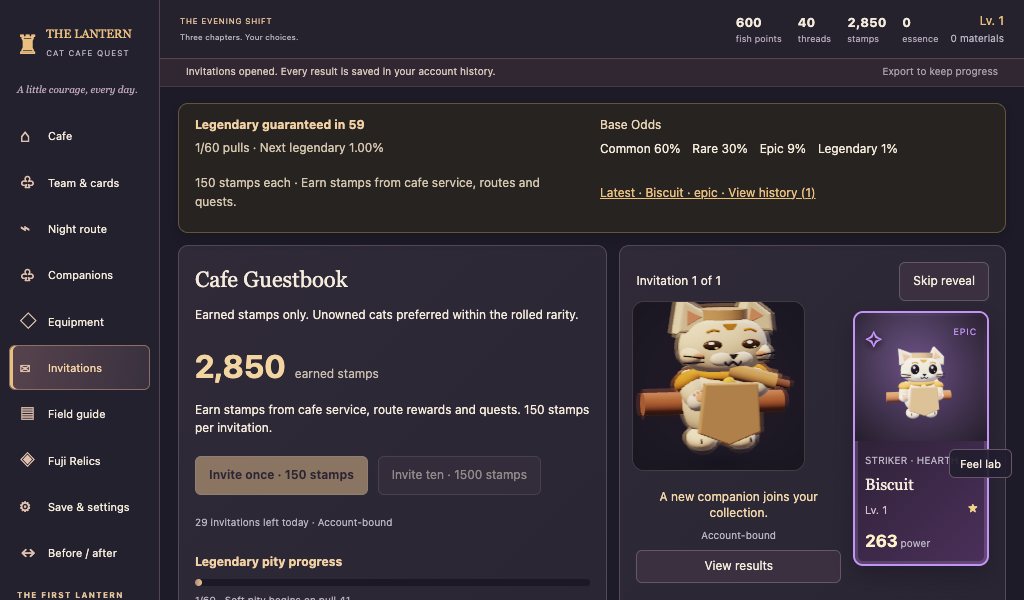 THE LANTERN
CAT CAFE QUEST
A little courage, every day.
Cafe
Team & cards
Night route
Companions
Equipment
Invitations
Field guide
Fuji Relics
Save & settings
Before / after
THE FIRST LANTERN
THE EVENING SHIFT
Three chapters. Your choices.
600 fish points
40 threads
2,850 stamps
0 essence
Lv. 1
0 materials
Invitations opened. Every result is saved in your account history.
Export to keep progress
Legendary guaranteed in 59
1/60 pulls · Next legendary 1.00%
150 stamps each · Earn stamps from cafe service, routes and
quests.
Base Odds
Common 60% Rare 30% Epic 9% Legendary 1%
Latest · Biscuit · epic · View history (1)
Cafe Guestbook
Earned stamps only. Unowned cats preferred within the rolled rarity.
2,850 earned stamps
Earn stamps from cafe service, route rewards and quests. 150 stamps
per invitation.
Invite once · 150 stamps
Invite ten · 1500 stamps
29 invitations left today · Account-bound
Legendary pity progress
1/60 · Soft pity begins on pull 41
Invitation 1 of 1
Skip reveal
A new companion joins your
collection.
Account-bound
View results
EPIC
STRIKER · HEART
Feel lab
Biscuit
Lv. 1
263 power